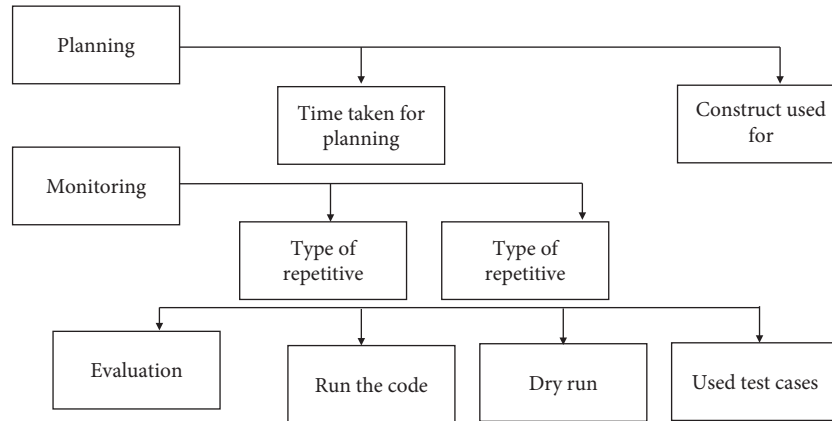 Planning
Time taken for
planning
Construct used
for
Monitoring
Type of
repetitive
Type of
repetitive
Evaluation
Run the code
Dry run
Used test cases